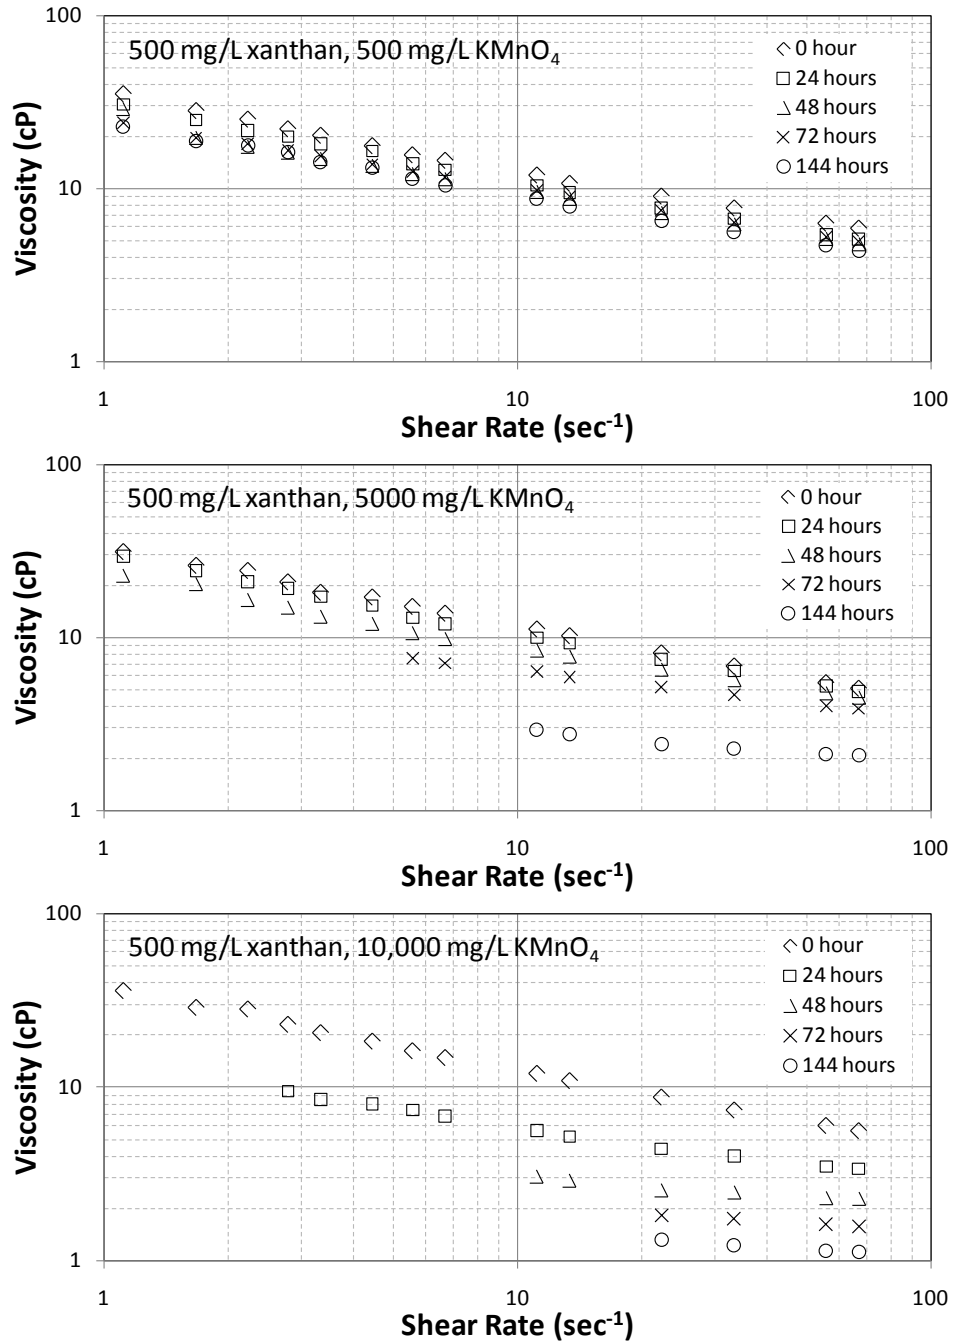 100
500 mg/L xanthan, 500 mg/L KMnO₄
0 hour
24 hours
48 hours
72 hours
144 hours
Viscosity (cP)
10
1
1
10
100
Shear Rate (sec⁻¹)
100
500 mg/L xanthan, 5000 mg/L KMnO₄
0 hour
24 hours
48 hours
72 hours
144 hours
Viscosity (cP)
10
1
1
10
100
Shear Rate (sec⁻¹)
100
500 mg/L xanthan, 10,000 mg/L KMnO₄
0 hour
24 hours
48 hours
72 hours
144 hours
Viscosity (cP)
10
1
1
10
100
Shear Rate (sec⁻¹)